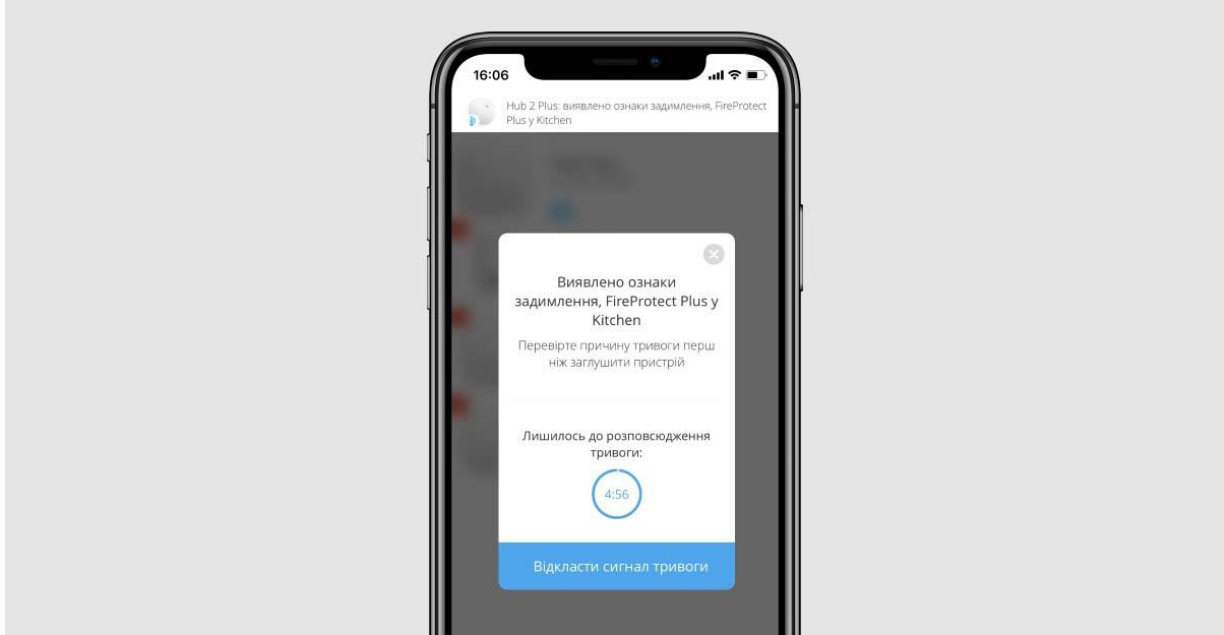 16:06
Hub 2 Plus: виявлено ознаки задимлення, FireProtect
Plus у Kitchen
Виявлено ознаки
задимлення, FireProtect Plus у
Kitchen
Перевірте причину тривоги перш
ніж заглушити пристрій
Лишилось до розповсюдження
тривоги:
4:56
Відкласти сигнал тривоги